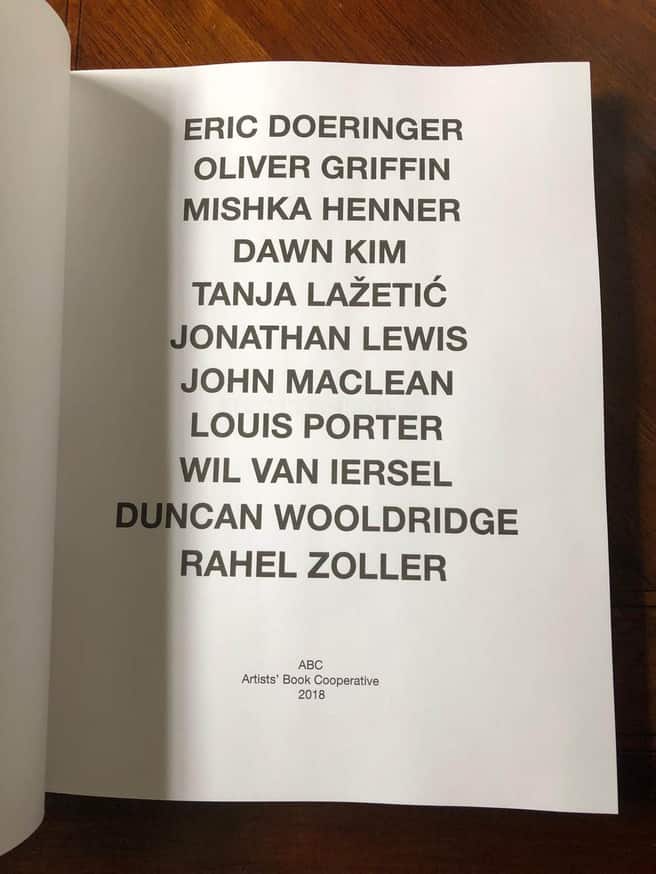 ERIC DOERINGER
OLIVER GRIFFIN
MISHKA HENNER
DAWN KIM
TANJA LAŽETIĆ
JONATHAN LEWIS
JOHN MACLEAN
LOUIS PORTER
WIL VAN IERSEL
DUNCAN WOOLDRIDGE
RAHEL ZOLLER
ABC
Artists’ Book Cooperative
2018